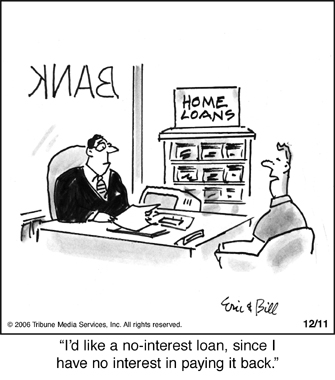 BANK
HOME
LOANS
Eric & Bill
© 2006 Tribune Media Services, Inc. All rights reserved.
12/11
“I’d like a no-interest loan, since I
have no interest in paying it back.”